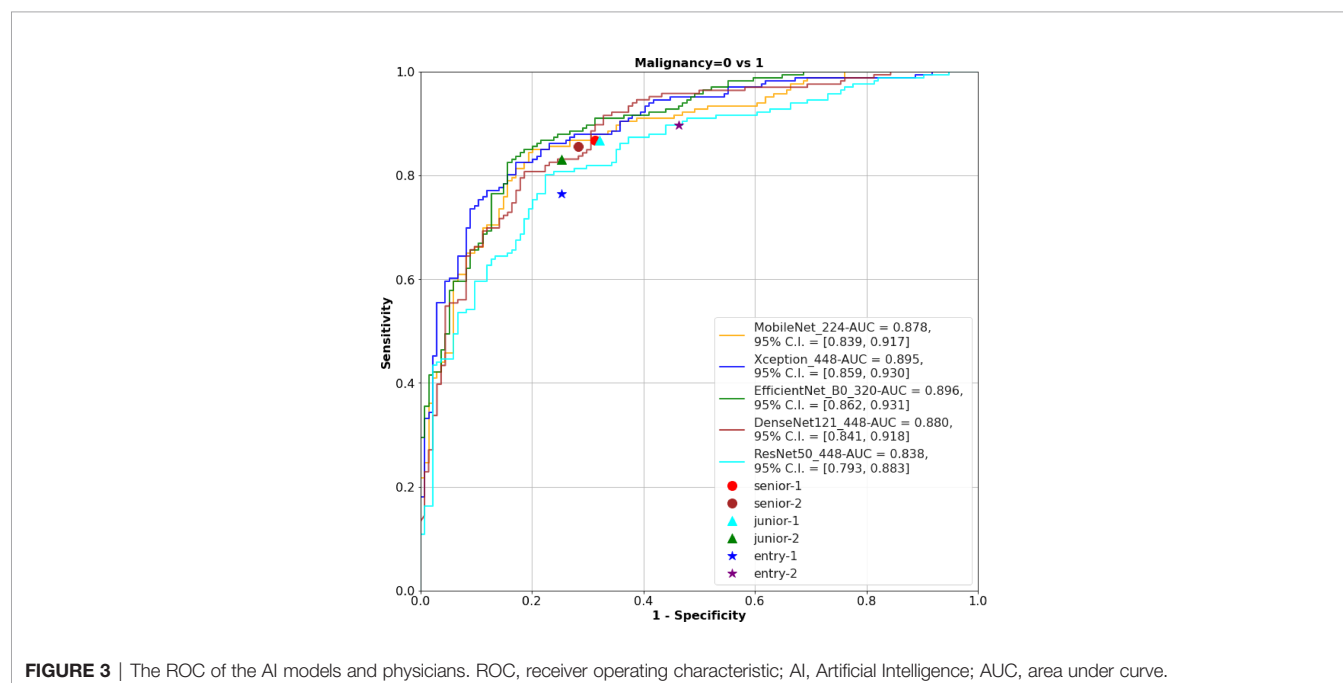 Malignancy=0 vs 1
1.0
0.8
0.6
0.4
0.2
0.0
Sensitivity
MobileNet_224-AUC = 0.878,
95% C.I. = [0.839, 0.917]
Xception_448-AUC = 0.895,
95% C.I. = [0.859, 0.930]
EfficientNet_B0_320-AUC = 0.896,
95% C.I. = [0.862, 0.931]
DenseNet121_448-AUC = 0.880,
95% C.I. = [0.841, 0.918]
ResNet50_448-AUC = 0.838,
95% C.I. = [0.793, 0.883]
senior-1
senior-2
junior-1
junior-2
entry-1
entry-2
0.0 0.2 0.4 0.6 0.8 1.0
1 - Specificity
FIGURE 3 | The ROC of the AI models and physicians. ROC, receiver operating characteristic; AI, Artificial Intelligence; AUC, area under curve.